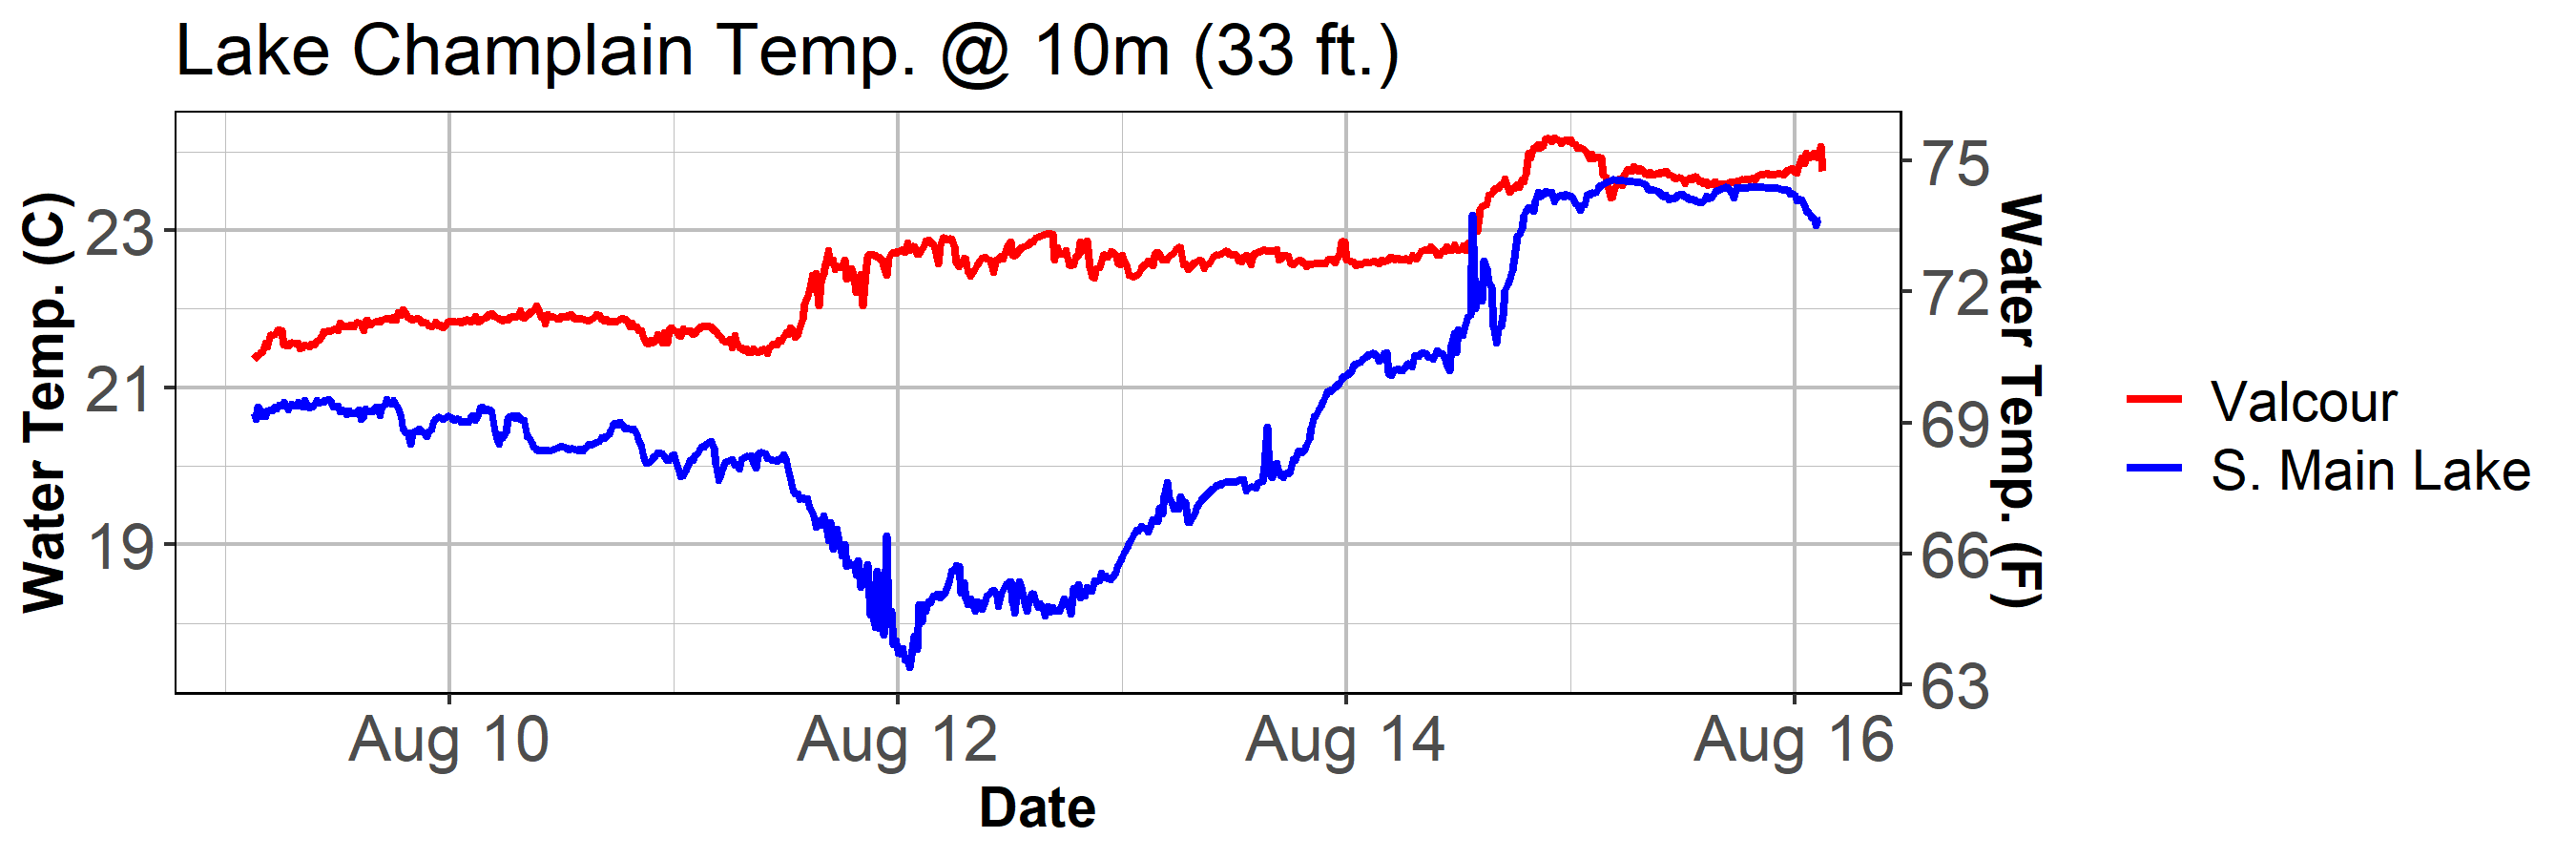 Lake Champlain Temp. @ 10m (33 ft.)
Water Temp. (C)
23
21
19
75
72
69
66
63
Water Temp. (F)
Aug 10
Aug 12
Aug 14
Aug 16
Date
Valcour
S. Main Lake